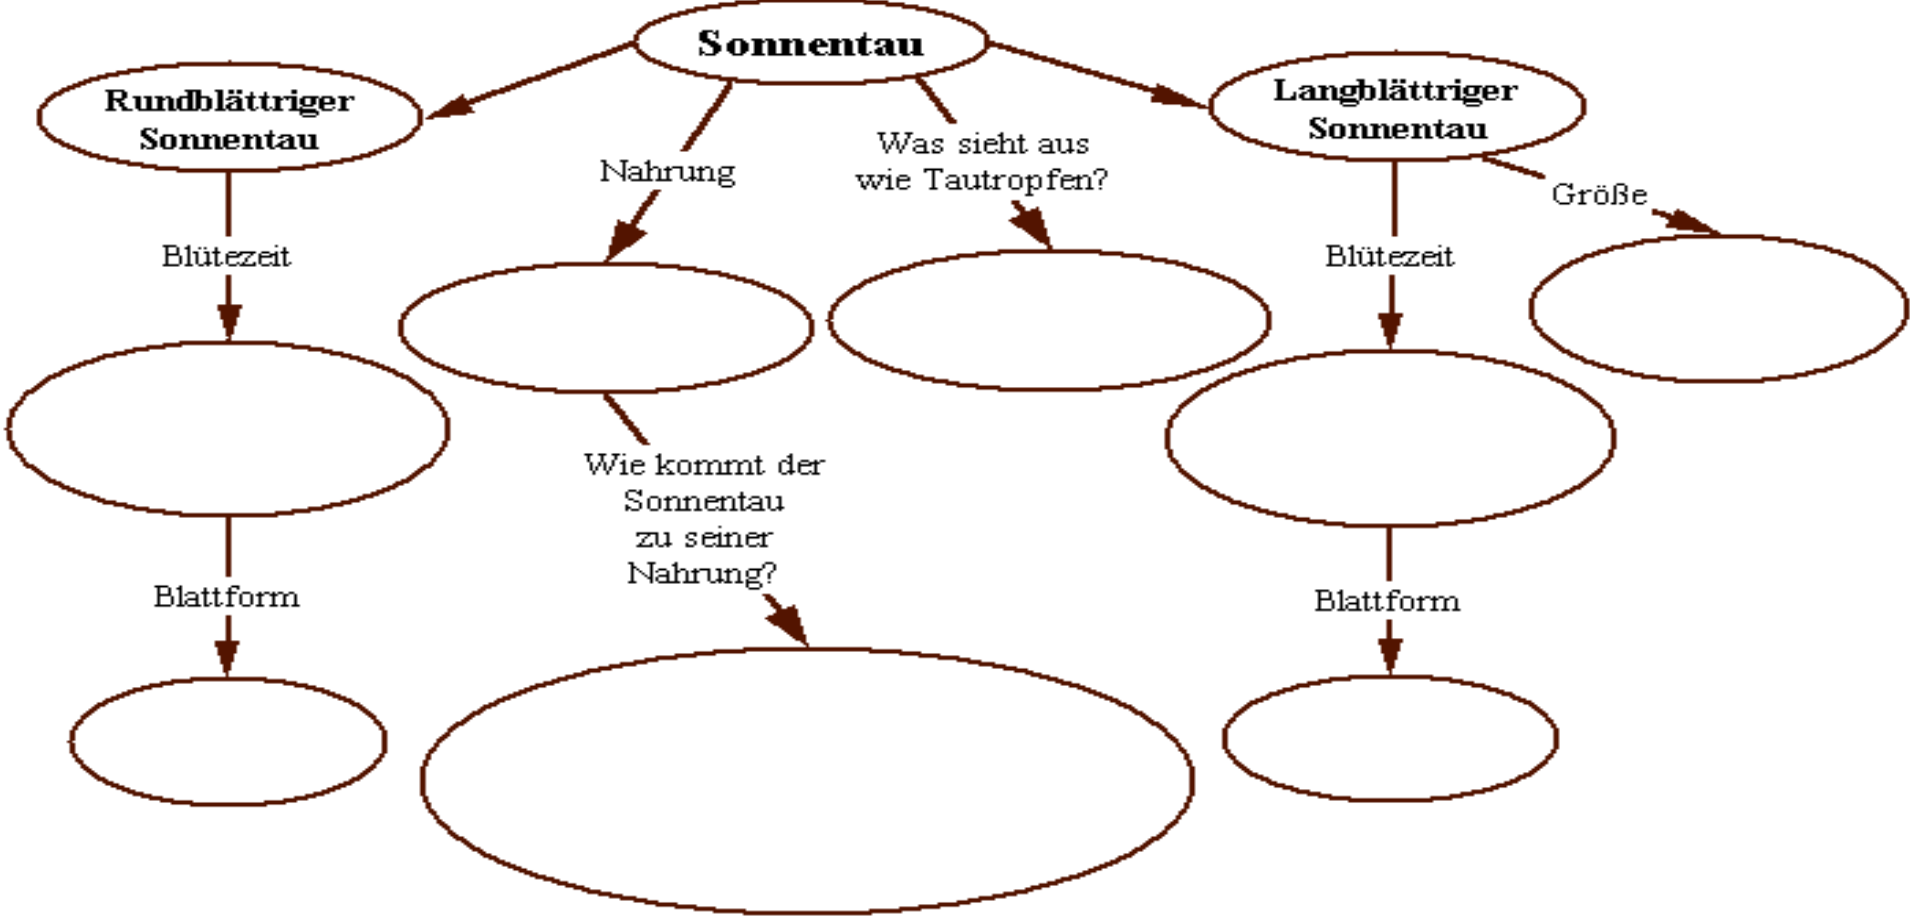 Sonnentau
Rundblättriger
Sonnentau
Langblättriger
Sonnentau
Nahrung
Was sieht aus
wie Tautropfen?
Größe
Blütezeit
Blütezeit
Wie kommt der
Sonnentau
zu seiner
Nahrung?
Blattform
Blattform